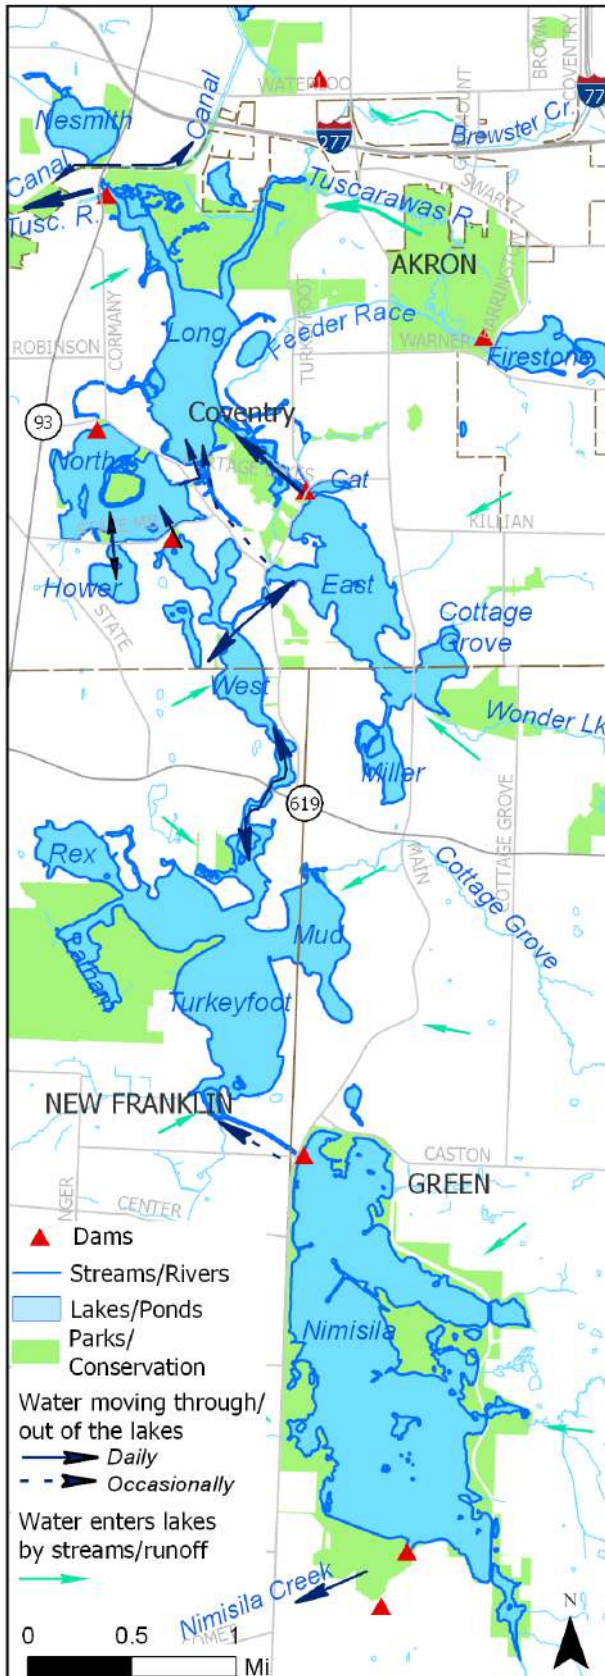 WATERLOO
BROWN
COVENTRY
77
Nesmith
Canal
277
Brewster Cr.
Canal
Tusc. R.
Tuscarawas R.
SWARTZ
AKRON
HARRINGTON
CORMANY
Long
TURKEYFOOT
Feeder Race
ROBINSON
WARNER
Firestone
93
Coventry
North
Cat
KILLIAN
Hower
East
STATE
Cottage
Grove
West
Wonder Lk
Miller
619
COTTAGE GROVE
MAIN
Rex
Cottage Grove
Mud
Latham
Turkeyfoot
NEW FRANKLIN
CASTON
GREEN
NGER
CENTER
Nimisila
Dams
Streams/Rivers
Lakes/Ponds
Parks/
Conservation
Water moving through/
out of the lakes
Daily
Occasionally
Water enters lakes
by streams/runoff
Nimisila Creek
COMET
N
0 0.5 1
Mi